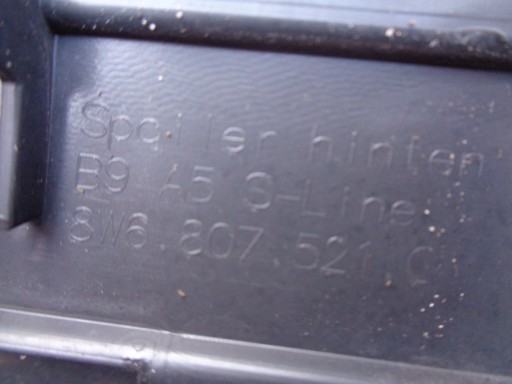 Spoiler hinten
B9 A5 S-Line
8W6.807.521.C